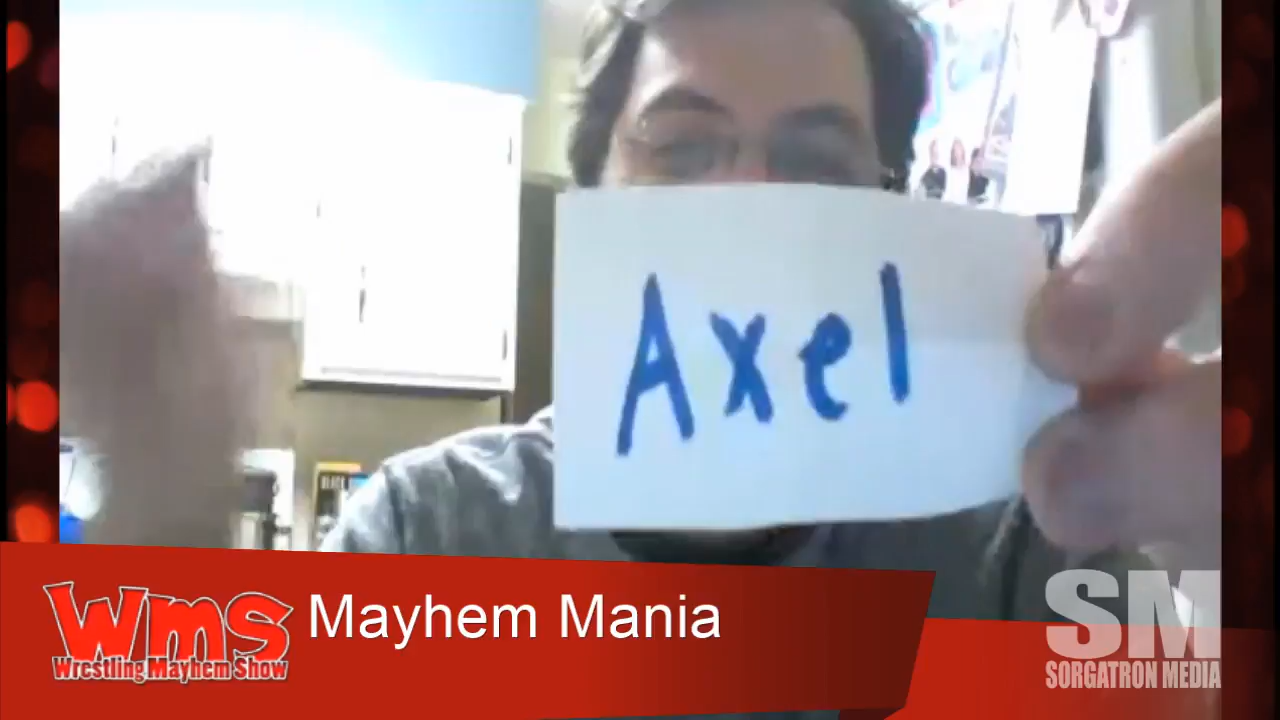 Axel
Wms
Mayhem Mania
Wrestling Mayhem Show
SM
SORGATRON MEDIA